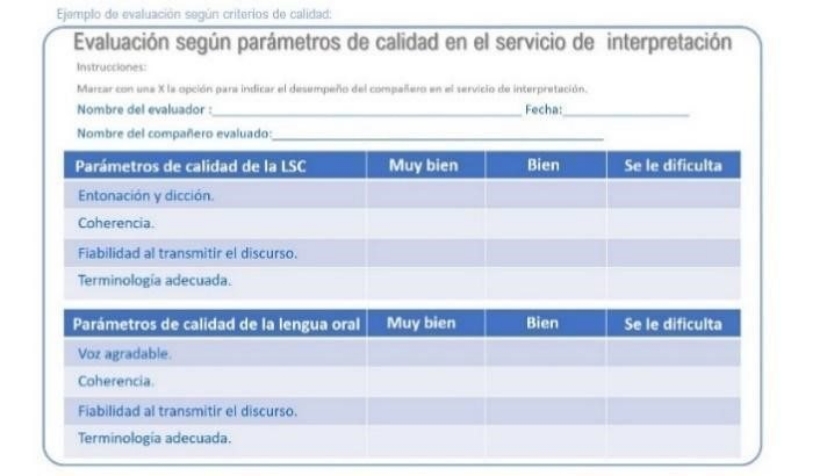 Ejemplo de evaluación según criterios de calidad:
Evaluación según parámetros de calidad en el servicio de interpretación
Instrucciones:
Marcar con una X la opción para indicar el desempeño del compañero en el servicio de interpretación.
Nombre del evaluador :____ Fecha:____
Nombre del compañero evaluado:____
Parámetros de calidad de la LSC Muy bien Bien Se le dificulta
Entonación y dicción.
Coherencia.
Fiabilidad al transmitir el discurso.
Terminología adecuada.
Parámetros de calidad de la lengua oral Muy bien Bien Se le dificulta
Voz agradable.
Coherencia.
Fiabilidad al transmitir el discurso.
Terminología adecuada.